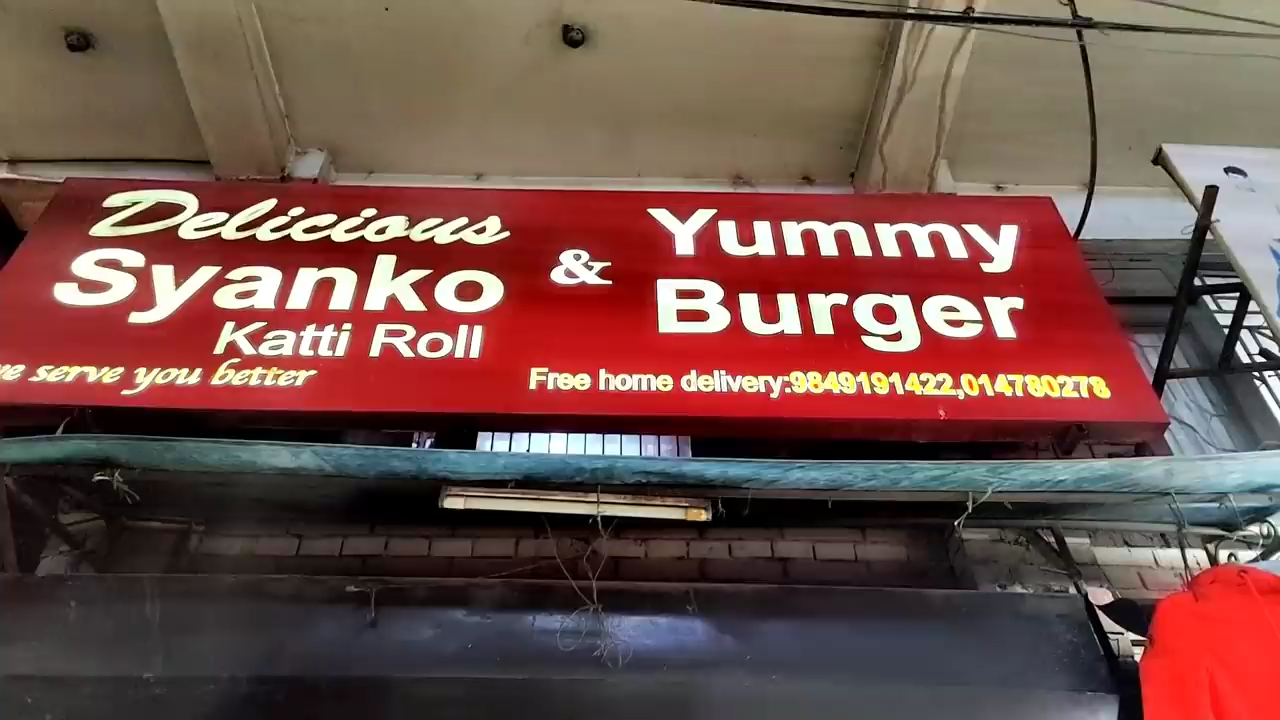 Delicious
Syanko
Katti Roll
we serve you better
&
Yummy
Burger
Free home delivery:9849191422,014780278